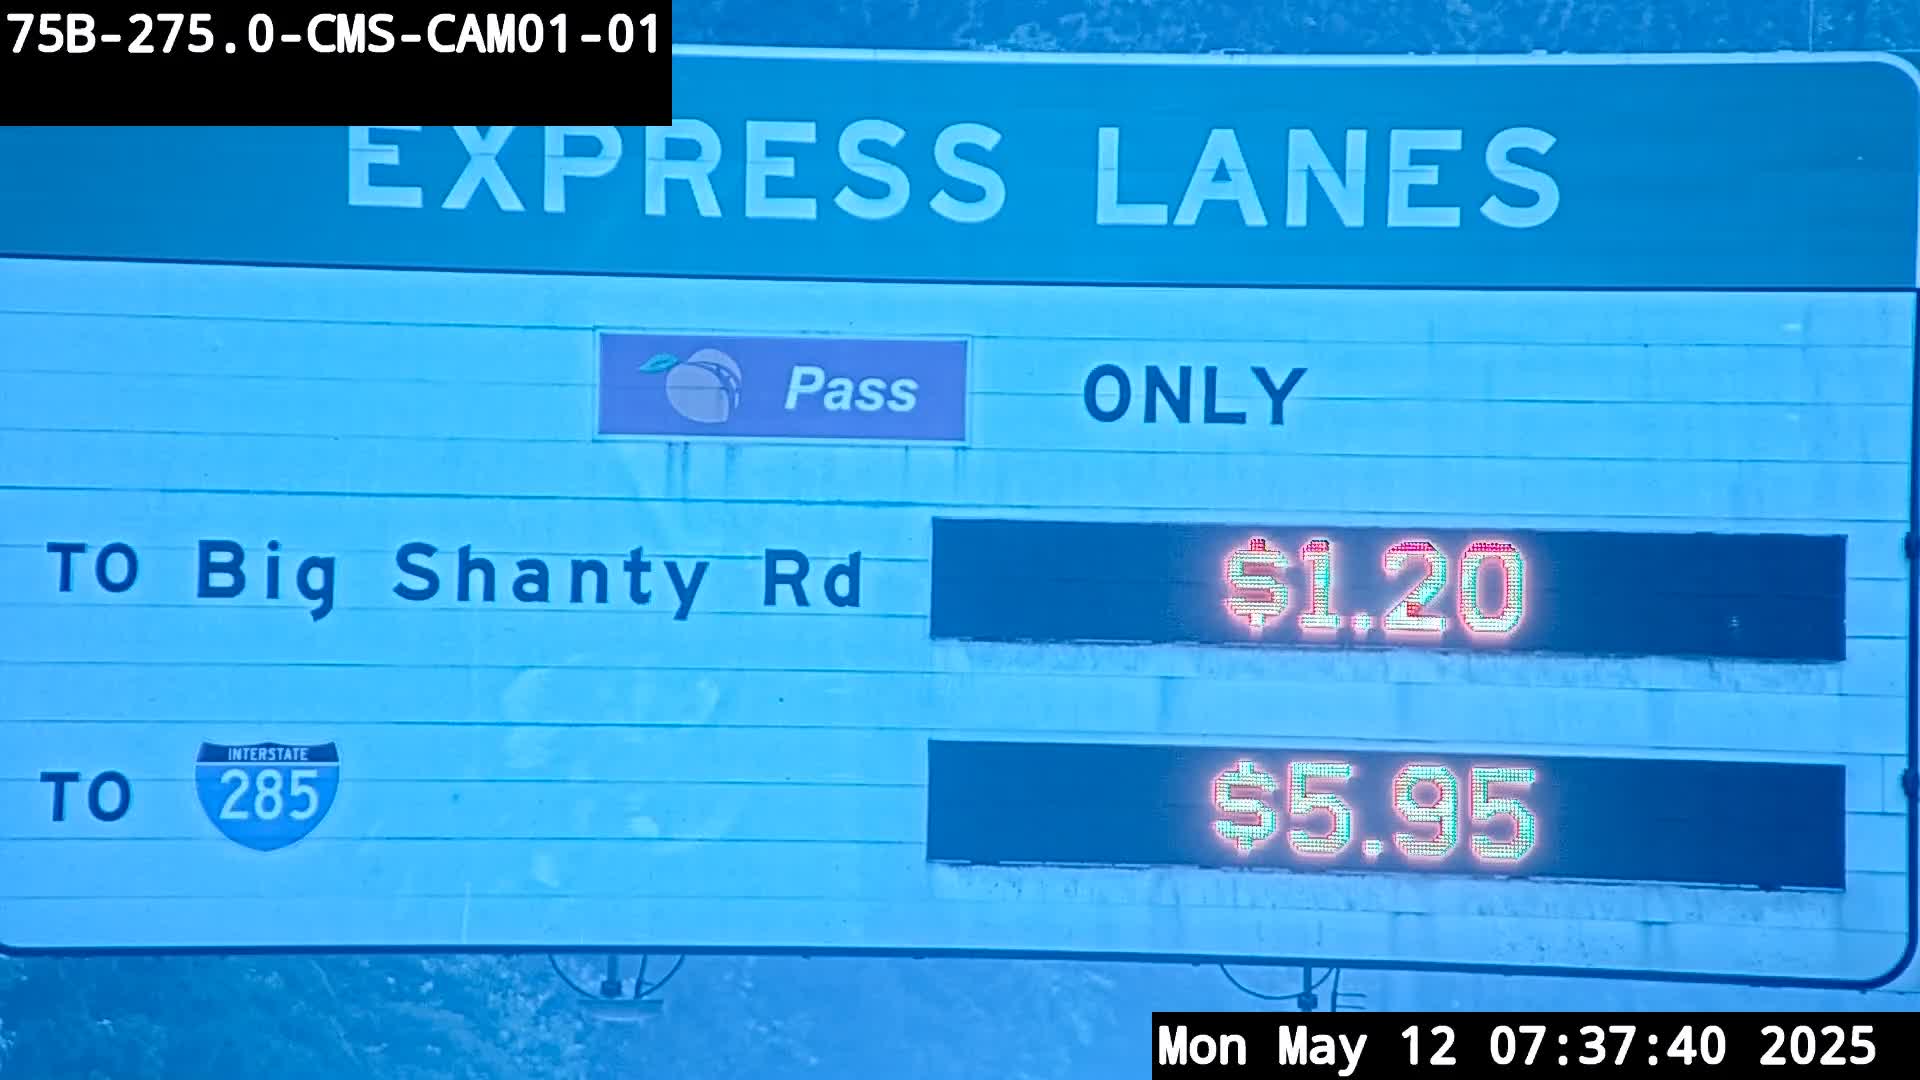 75B-275.0-CMS-CAM01-01
EXPRESS LANES
Pass ONLY
TO Big Shanty Rd $1.20
INTERSTATE
TO 285 $5.95
Mon May 12 07:37:40 2025